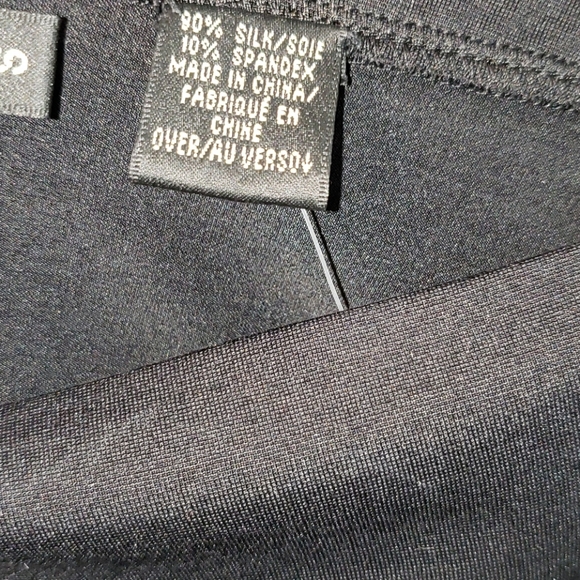 S
90% SILK/SOIE
10% SPANDEX
MADE IN CHINA/
FABRIQUÉ EN
CHINE
OVER/AU VERSO↓